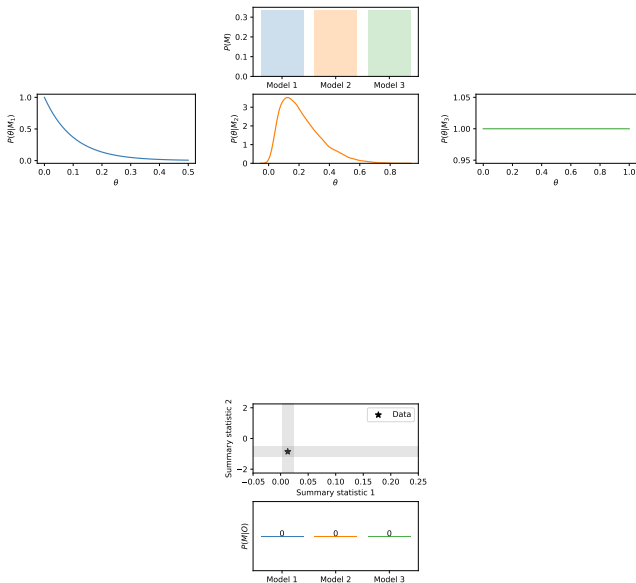 P(M)
0.3
0.2
0.1
0.0
Model 1 Model 2 Model 3
P(θ|M₁)
1.0
0.5
0.0
0.0 0.1 0.2 0.3 0.4 0.5
θ
P(θ|M₂)
3
2
1
0
0.0 0.2 0.4 0.6 0.8
θ
P(θ|M₃)
1.05
1.00
0.95
0.0 0.2 0.4 0.6 0.8 1.0
θ
Summary statistic 2
2
0
−2
Data
−0.05 0.00 0.05 0.10 0.15 0.20 0.25
Summary statistic 1
P(M|O)
0 0 0
Model 1 Model 2 Model 3